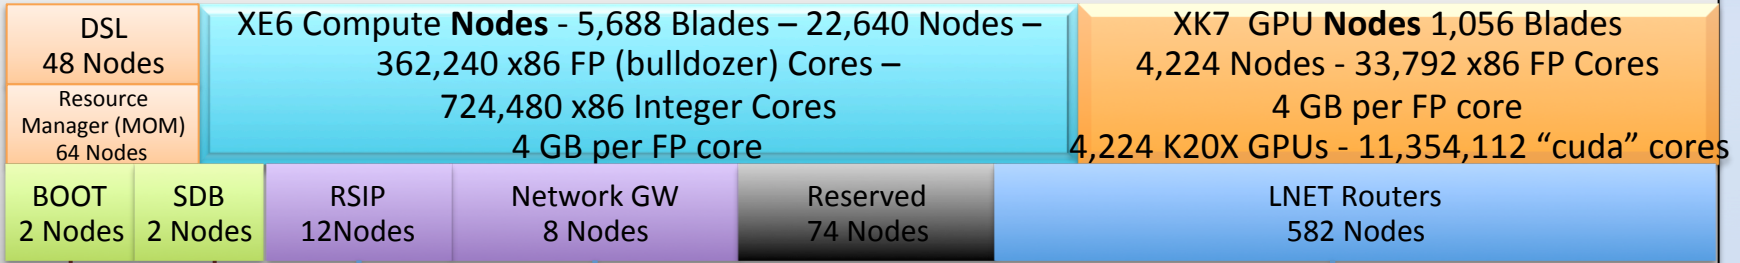 DSL
48 Nodes
Resource
Manager (MOM)
64 Nodes
XE6 Compute Nodes - 5,688 Blades – 22,640 Nodes –
362,240 x86 FP (bulldozer) Cores –
724,480 x86 Integer Cores
4 GB per FP core
XK7 GPU Nodes 1,056 Blades
4,224 Nodes - 33,792 x86 FP Cores
4 GB per FP core
4,224 K20X GPUs - 11,354,112 “cuda” cores
BOOT
2 Nodes
SDB
2 Nodes
RSIP
12Nodes
Network GW
8 Nodes
Reserved
74 Nodes
LNET Routers
582 Nodes